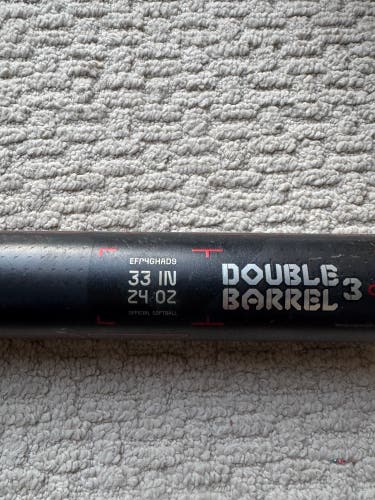 EFP4GHAD9
33 IN
24 OZ
OFFICIAL SOFTBALL
DOUBLE
BARREL 3